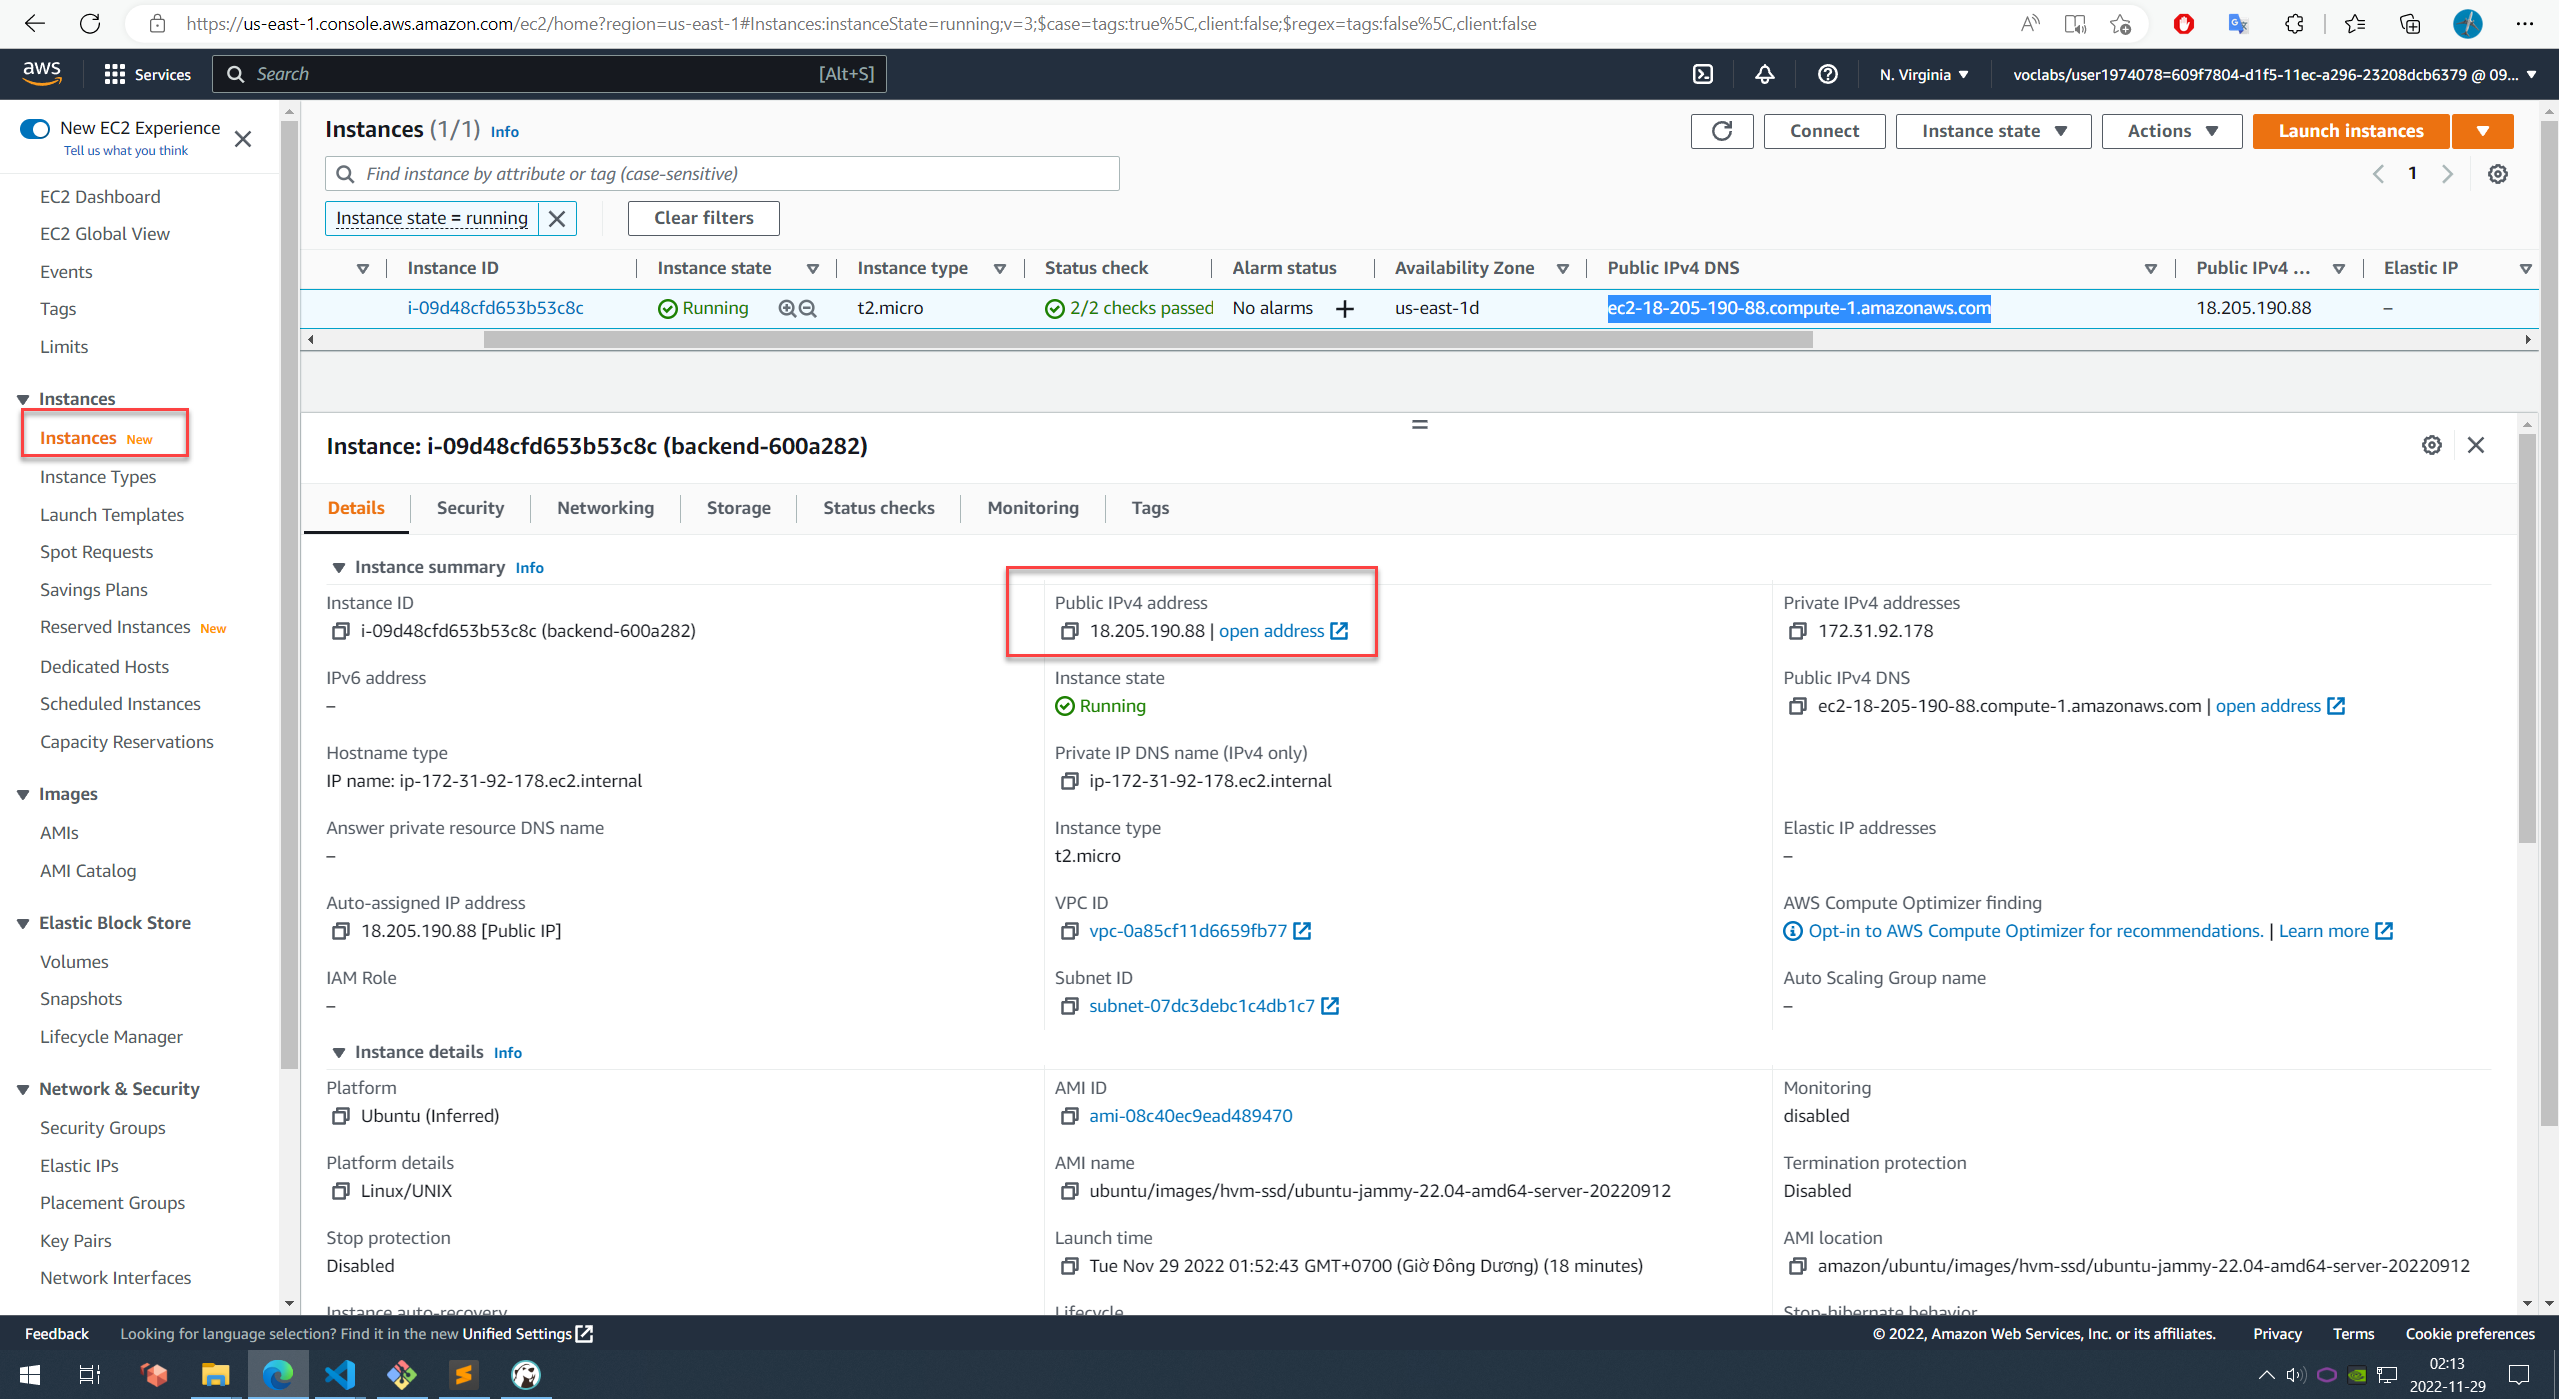 https://us-east-1.console.aws.amazon.com/ec2/home?region=us-east-1#Instances:instanceState=running;v=3;$case=tags:true%5C,client:false;$regex=tags:false%5C,client:false
aws
Services
Search
[Alt+S]
N. Virginia
voclabs/user1974078=609f7804-d1f5-11ec-a296-23208dcb6379 @ 09...
New EC2 Experience
Tell us what you think
EC2 Dashboard
EC2 Global View
Events
Tags
Limits
Instances
Instances New
Instance Types
Launch Templates
Spot Requests
Savings Plans
Reserved Instances New
Dedicated Hosts
Scheduled Instances
Capacity Reservations
Images
AMIs
AMI Catalog
Elastic Block Store
Volumes
Snapshots
Lifecycle Manager
Network & Security
Security Groups
Elastic IPs
Placement Groups
Key Pairs
Network Interfaces
Instances (1/1) Info
Connect
Instance state
Actions
Launch instances
Find instance by attribute or tag (case-sensitive)
1
Instance state = running
Clear filters
Instance ID
Instance state
Instance type
Status check
Alarm status
Availability Zone
Public IPv4 DNS
Public IPv4 ...
Elastic IP
i-09d48cfd653b53c8c
Running
t2.micro
2/2 checks passed
No alarms
us-east-1d
ec2-18-205-190-88.compute-1.amazonaws.com
18.205.190.88
–
Instance: i-09d48cfd653b53c8c (backend-600a282)
Details
Security
Networking
Storage
Status checks
Monitoring
Tags
Instance summary Info
Instance ID
i-09d48cfd653b53c8c (backend-600a282)
Public IPv4 address
18.205.190.88 | open address
Private IPv4 addresses
172.31.92.178
IPv6 address
–
Instance state
Running
Public IPv4 DNS
ec2-18-205-190-88.compute-1.amazonaws.com | open address
Hostname type
IP name: ip-172-31-92-178.ec2.internal
Private IP DNS name (IPv4 only)
ip-172-31-92-178.ec2.internal
Answer private resource DNS name
–
Instance type
t2.micro
Elastic IP addresses
–
Auto-assigned IP address
18.205.190.88 [Public IP]
VPC ID
vpc-0a85cf11d6659fb77
AWS Compute Optimizer finding
Opt-in to AWS Compute Optimizer for recommendations. | Learn more
IAM Role
–
Subnet ID
subnet-07dc3debc1c4db1c7
Auto Scaling Group name
–
Instance details Info
Platform
Ubuntu (Inferred)
AMI ID
ami-08c40ec9ead489470
Monitoring
disabled
Platform details
Linux/UNIX
AMI name
ubuntu/images/hvm-ssd/ubuntu-jammy-22.04-amd64-server-20220912
Termination protection
Disabled
Stop protection
Disabled
Launch time
Tue Nov 29 2022 01:52:43 GMT+0700 (Giờ Đông Dương) (18 minutes)
AMI location
amazon/ubuntu/images/hvm-ssd/ubuntu-jammy-22.04-amd64-server-20220912
Instance auto-recovery
Lifecycle
Stop-hibernate behavior
Feedback
Looking for language selection? Find it in the new Unified Settings
© 2022, Amazon Web Services, Inc. or its affiliates.
Privacy
Terms
Cookie preferences
02:13
2022-11-29